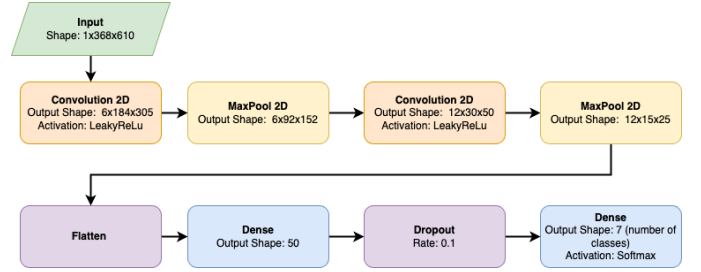 Input
Shape: 1x368x610
Convolution 2D
Output Shape: 6x184x305
Activation: LeakyReLu
MaxPool 2D
Output Shape: 6x92x152
Convolution 2D
Output Shape: 12x30x50
Activation: LeakyReLu
MaxPool 2D
Output Shape: 12x15x25
Flatten
Dense
Output Shape: 50
Dropout
Rate: 0.1
Dense
Output Shape: 7 (number of
classes)
Activation: Softmax